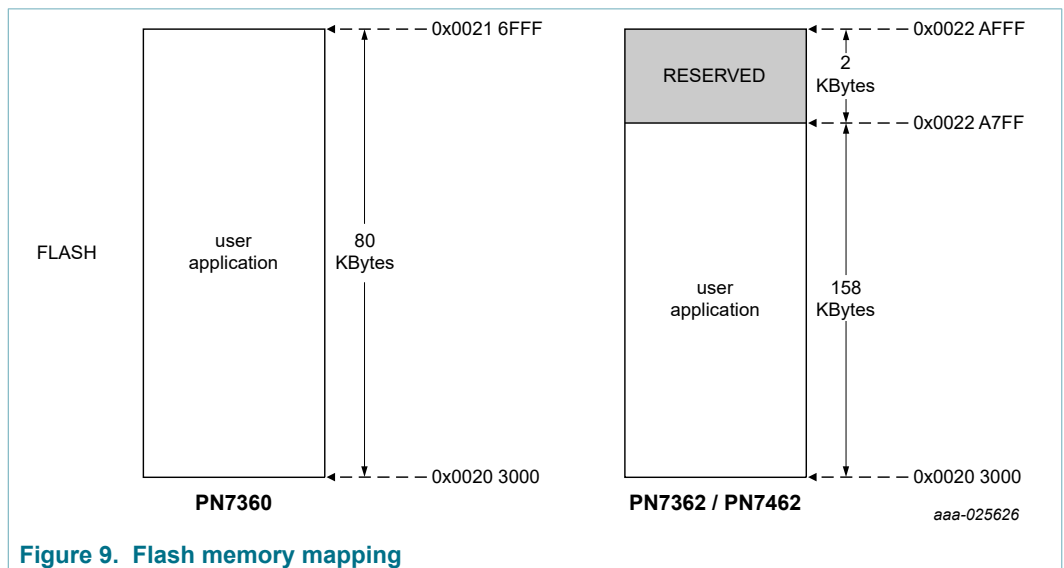 FLASH
user
application
80
KBytes
0x0021 6FFF
0x0020 3000
PN7360
RESERVED
2
KBytes
user
application
158
KBytes
0x0022 AFFF
0x0022 A7FF
0x0020 3000
PN7362 / PN7462
aaa-025626
Figure 9. Flash memory mapping